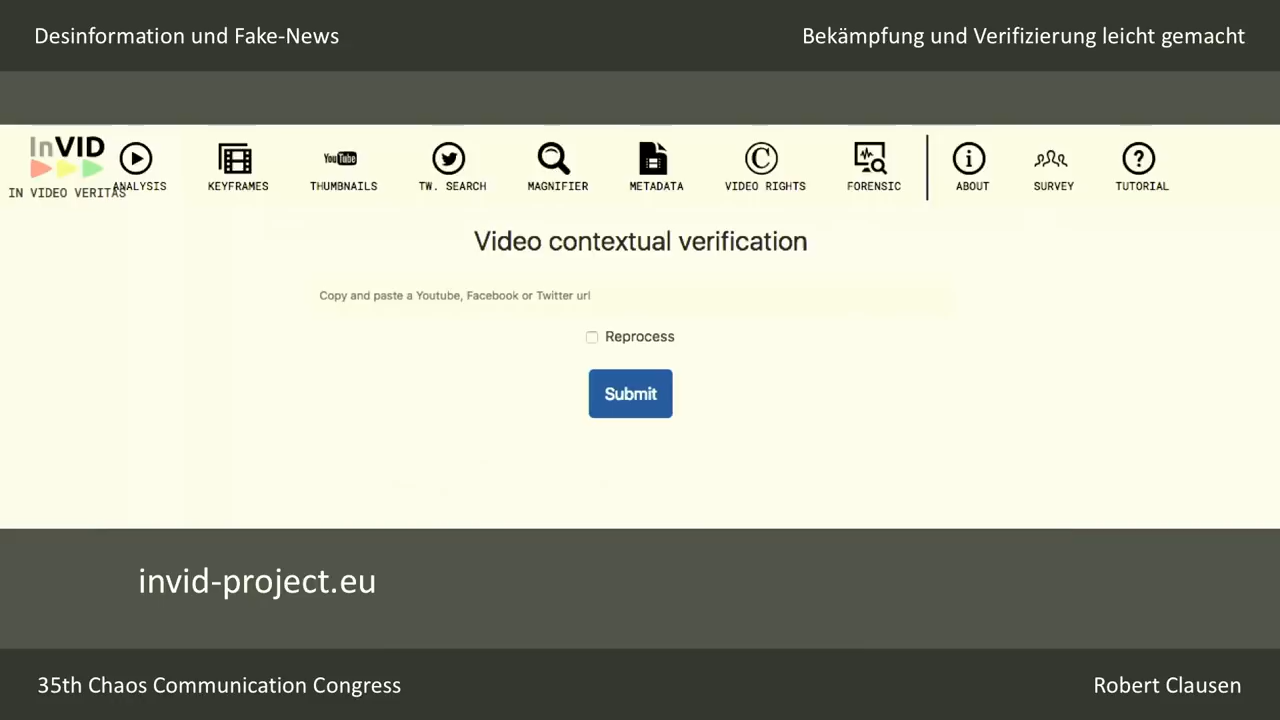 Desinformation und Fake-News
Bekämpfung und Verifizierung leicht gemacht
InVID
IN VIDEO VERITAS
ANALYSIS
KEYFRAMES
YouTube
THUMBNAILS
TW. SEARCH
MAGNIFIER
METADATA
C
VIDEO RIGHTS
FORENSIC
i
ABOUT
SURVEY
?
TUTORIAL
Video contextual verification
Copy and paste a Youtube, Facebook or Twitter url
Reprocess
Submit
invid-project.eu
35th Chaos Communication Congress
Robert Clausen